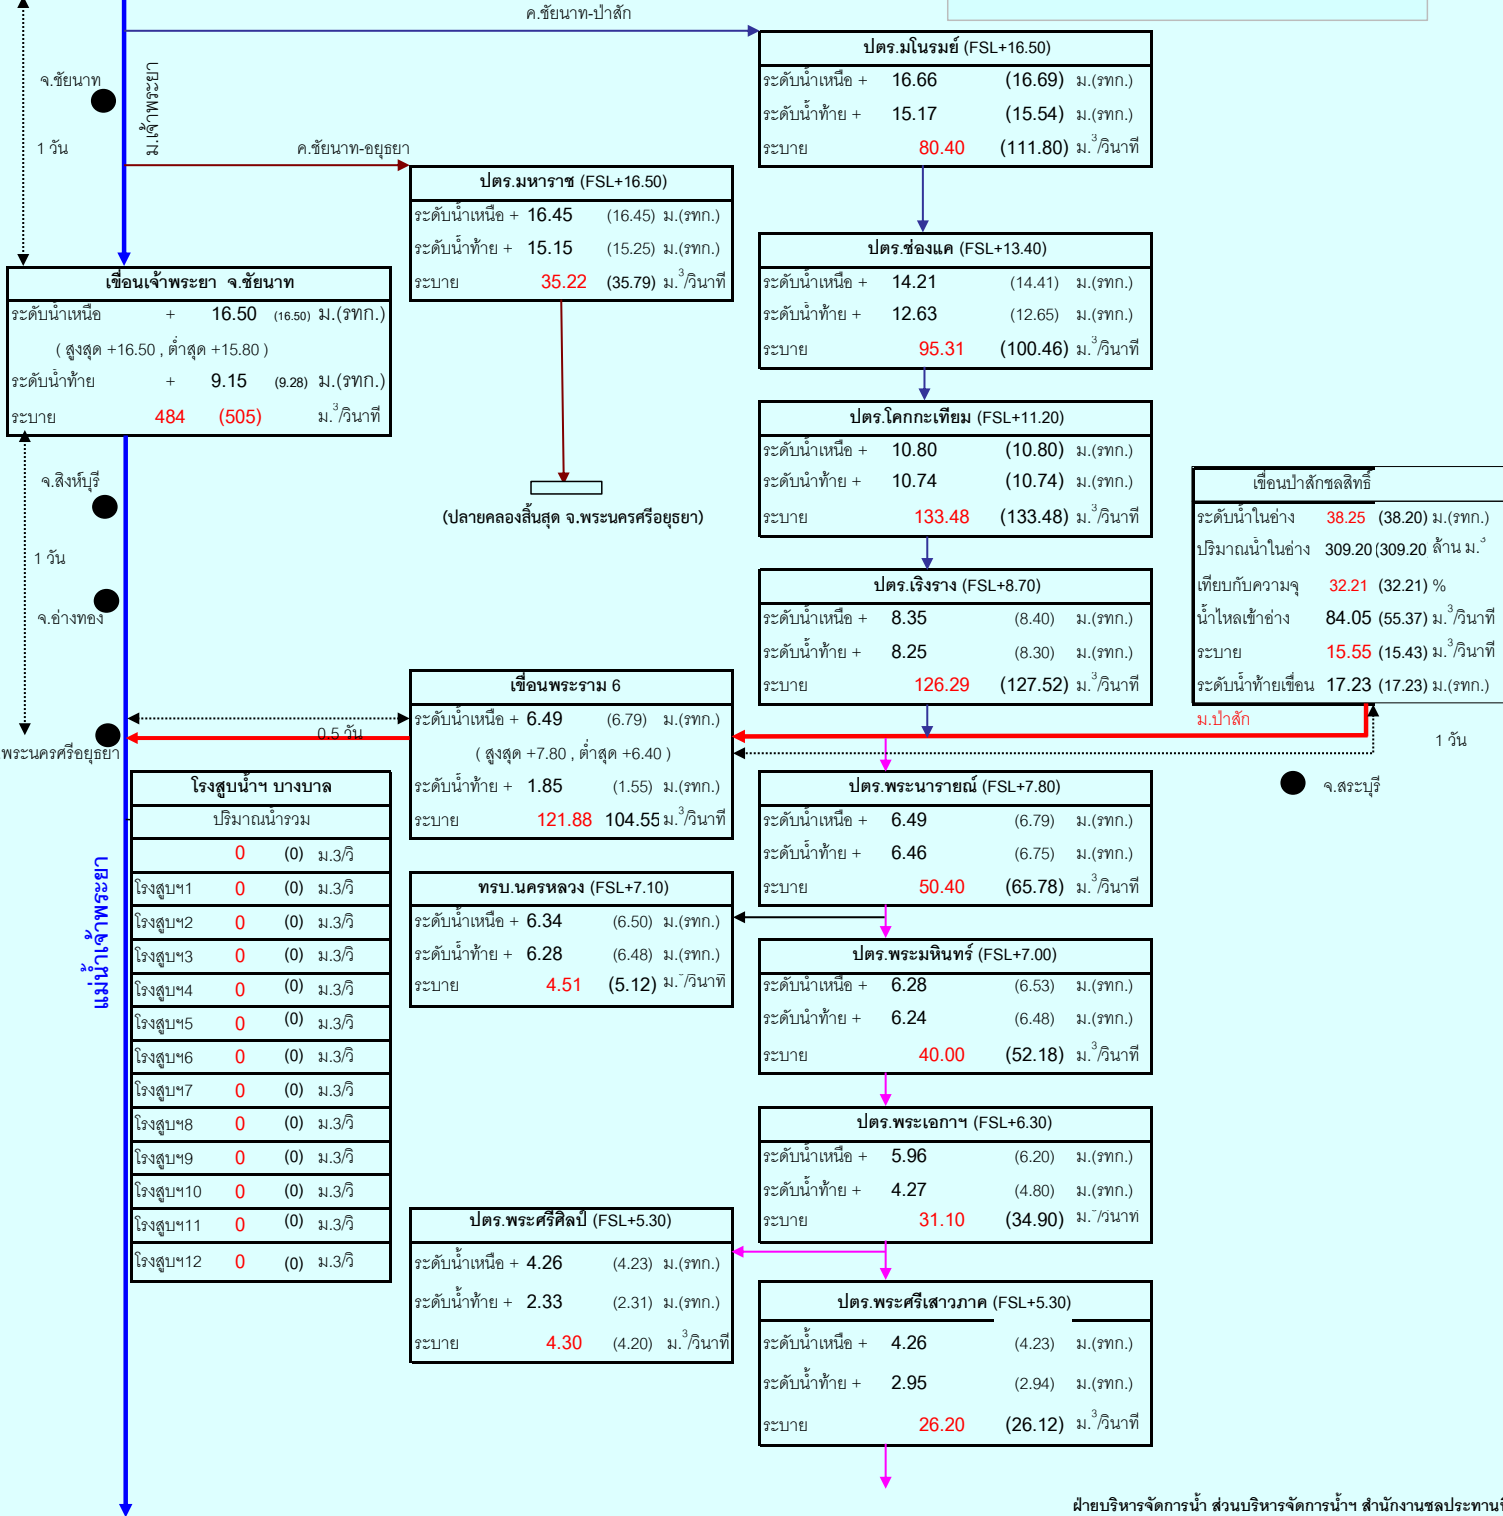 ค.ชัยนาท-ป่าสัก
จ.ชัยนาท
1 วัน
ม.เจ้าพระยา
ค.ชัยนาท-อยุธยา
ปตร.มโนรมย์ (FSL+16.50)
ระดับน้ำเหนือ + 16.66 (16.69) ม.(รทก.)
ระดับน้ำท้าย + 15.17 (15.54) ม.(รทก.)
ระบาย 80.40 (111.80) ม.3/วินาที
ปตร.มหาราช (FSL+16.50)
ระดับน้ำเหนือ + 16.45 (16.45) ม.(รทก.)
ระดับน้ำท้าย + 15.15 (15.25) ม.(รทก.)
ระบาย 35.22 (35.79) ม.3/วินาที
ปตร.ช่องแค (FSL+13.40)
ระดับน้ำเหนือ + 14.21 (14.41) ม.(รทก.)
ระดับน้ำท้าย + 12.63 (12.65) ม.(รทก.)
ระบาย 95.31 (100.46) ม.3/วินาที
เขื่อนเจ้าพระยา จ.ชัยนาท
ระดับน้ำเหนือ + 16.50 (16.50) ม.(รทก.)
( สูงสุด +16.50 , ต่ำสุด +15.80 )
ระดับน้ำท้าย + 9.15 (9.28) ม.(รทก.)
ระบาย 484 (505) ม.3/วินาที
จ.สิงห์บุรี
1 วัน
จ.อ่างทอง
(ปลายคลองสิ้นสุด จ.พระนครศรีอยุธยา)
ปตร.โคกกะเทียม (FSL+11.20)
ระดับน้ำเหนือ + 10.80 (10.80) ม.(รทก.)
ระดับน้ำท้าย + 10.74 (10.74) ม.(รทก.)
ระบาย 133.48 (133.48) ม.3/วินาที
เขื่อนป่าสักชลสิทธิ์
ระดับน้ำในอ่าง 38.25 (38.20) ม.(รทก.)
ปริมาณน้ำในอ่าง 309.20 (309.20 ล้าน ม.3
เทียบกับความจุ 32.21 (32.21) %
น้ำไหลเข้าอ่าง 84.05 (55.37) ม.3/วินาที
ระบาย 15.55 (15.43) ม.3/วินาที
ระดับน้ำท้ายเขื่อน 17.23 (17.23) ม.(รทก.)
ม.ป่าสัก
1 วัน
จ.สระบุรี
ปตร.เริงราง (FSL+8.70)
ระดับน้ำเหนือ + 8.35 (8.40) ม.(รทก.)
ระดับน้ำท้าย + 8.25 (8.30) ม.(รทก.)
ระบาย 126.29 (127.52) ม.3/วินาที
เขื่อนพระราม 6
ระดับน้ำเหนือ + 6.49 (6.79) ม.(รทก.)
( สูงสุด +7.80 , ต่ำสุด +6.40 )
ระดับน้ำท้าย + 1.85 (1.55) ม.(รทก.)
ระบาย 121.88 104.55 ม.3/วินาที
0.5 วัน
พระนครศรีอยุธยา
โรงสูบน้ำฯ บางบาล
ปริมาณน้ำรวม
0 (0) ม.3/วิ
โรงสูบฯ1 0 (0) ม.3/วิ
โรงสูบฯ2 0 (0) ม.3/วิ
โรงสูบฯ3 0 (0) ม.3/วิ
โรงสูบฯ4 0 (0) ม.3/วิ
โรงสูบฯ5 0 (0) ม.3/วิ
โรงสูบฯ6 0 (0) ม.3/วิ
โรงสูบฯ7 0 (0) ม.3/วิ
โรงสูบฯ8 0 (0) ม.3/วิ
โรงสูบฯ9 0 (0) ม.3/วิ
โรงสูบฯ10 0 (0) ม.3/วิ
โรงสูบฯ11 0 (0) ม.3/วิ
โรงสูบฯ12 0 (0) ม.3/วิ
แม่น้ำเจ้าพระยา
ปตร.พระนารายณ์ (FSL+7.80)
ระดับน้ำเหนือ + 6.49 (6.79) ม.(รทก.)
ระดับน้ำท้าย + 6.46 (6.75) ม.(รทก.)
ระบาย 50.40 (65.78) ม.3/วินาที
ทรบ.นครหลวง (FSL+7.10)
ระดับน้ำเหนือ + 6.34 (6.50) ม.(รทก.)
ระดับน้ำท้าย + 6.28 (6.48) ม.(รทก.)
ระบาย 4.51 (5.12) ม.3/วินาที
ปตร.พระมหินทร์ (FSL+7.00)
ระดับน้ำเหนือ + 6.28 (6.53) ม.(รทก.)
ระดับน้ำท้าย + 6.24 (6.48) ม.(รทก.)
ระบาย 40.00 (52.18) ม.3/วินาที
ปตร.พระเอกาฯ (FSL+6.30)
ระดับน้ำเหนือ + 5.96 (6.20) ม.(รทก.)
ระดับน้ำท้าย + 4.27 (4.80) ม.(รทก.)
ระบาย 31.10 (34.90) ม.3/วินาที
ปตร.พระศรีศิลป์ (FSL+5.30)
ระดับน้ำเหนือ + 4.26 (4.23) ม.(รทก.)
ระดับน้ำท้าย + 2.33 (2.31) ม.(รทก.)
ระบาย 4.30 (4.20) ม.3/วินาที
ปตร.พระศรีเสาวภาค (FSL+5.30)
ระดับน้ำเหนือ + 4.26 (4.23) ม.(รทก.)
ระดับน้ำท้าย + 2.95 (2.94) ม.(รทก.)
ระบาย 26.20 (26.12) ม.3/วินาที
ฝ่ายบริหารจัดการน้ำ ส่วนบริหารจัดการน้ำฯ สำนักงานชลประทานที่